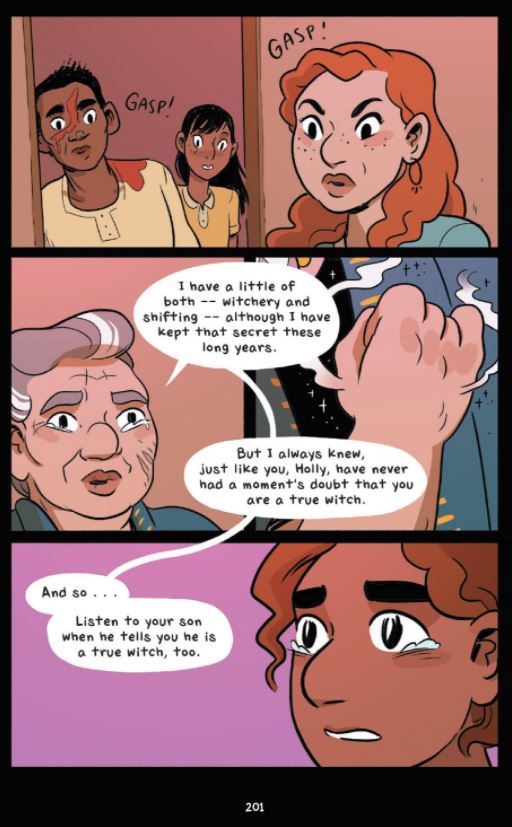 GASP!
GASP!
I have a little of
both -- witchery and
shifting -- although I have
kept that secret these
long years.
But I always knew,
just like you, Holly, have never
had a moment's doubt that you
are a true witch.
And so . . .
Listen to your son
when he tells you he is
a true witch, too.
201